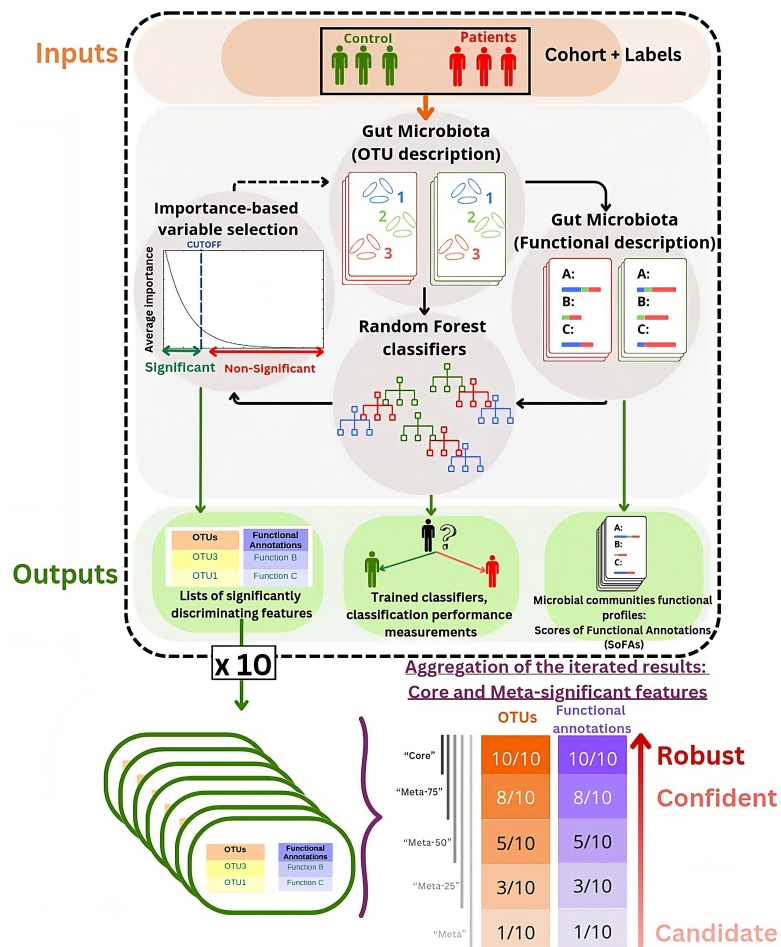 Inputs
Control
Patients
Cohort + Labels
Gut Microbiota
(OTU description)
1
2
3
1
2
3
Importance-based
variable selection
CUTOFF
Average importance
Significant
Non-Significant
Gut Microbiota
(Functional description)
A:
B:
C:
A:
B:
C:
Random Forest
classifiers
Outputs
OTUs
Functional
Annotations
OTU3
Function B
OTU1
Function C
Lists of significantly
discriminating features
?
Trained classifiers,
classification performance
measurements
A:
B:
C:
Microbial communities functional
profiles:
Scores of Functional Annotations
(SoFAs)
x 10
Aggregation of the iterated results:
Core and Meta-significant features
OTUs
Functional
annotations
"Core"
10/10
10/10
Robust
"Meta-75"
8/10
8/10
Confident
"Meta-50"
5/10
5/10
"Meta-25"
3/10
3/10
"Meta"
1/10
1/10
Candidate
OTUs
Functional
Annotations
OTU3
Function B
OTU1
Function C